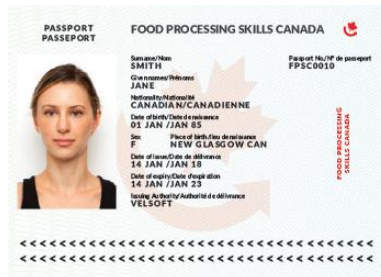 PASSPORT
PASSEPORT
FOOD PROCESSING SKILLS CANADA
Surname/Nom
SMITH
Passport No./Nº de passeport
FPSC0010
Given names/Prénoms
JANE
Nationality/Nationalité
CANADIAN/CANADIENNE
Date of birth/Date de naissance
01 JAN /JAN 85
Sex Place of birth/lieu de naissance
F NEW GLASGOW CAN
Date of issue/Date de délivrance
14 JAN /JAN 18
Date of expiry/Date d'expiration
14 JAN /JAN 23
Issuing Authority/Autorité de délivrance
VELSOFT
FOOD PROCESSING
SKILLS CANADA
<<<<<<<<<<<<<<<<<<<<<<<<<<<<<<<<<<<
<<<<<<<<<<<<<<<<<<<<<<<<<<<<<<<<<<<